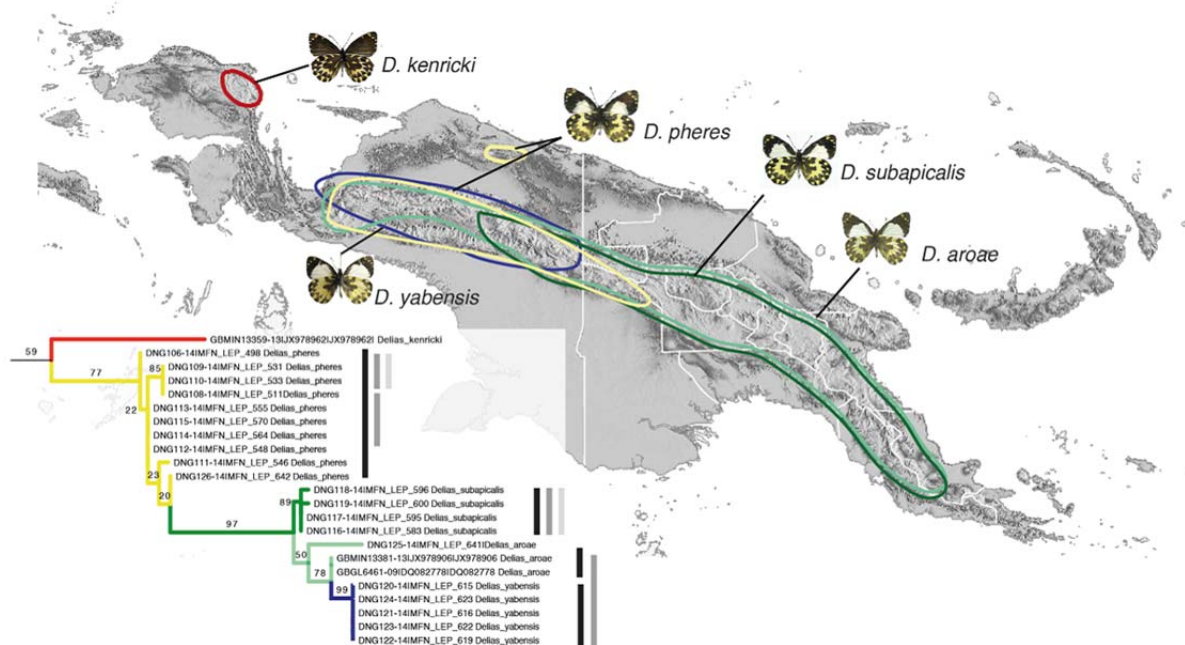 D. kenricki
D. pheres
D. subapicalis
D. aroae
D. yabensis
59
GBMIN13359-13|JX978962|JX978962| Delias_kenricki
77
DNG106-14|MFN_LEP_498 Delias_pheres
85
DNG109-14|MFN_LEP_531 Delias_pheres
DNG110-14|MFN_LEP_533 Delias_pheres
DNG108-14|MFN_LEP_511Delias_pheres
22
DNG113-14|MFN_LEP_555 Delias_pheres
DNG115-14|MFN_LEP_570 Delias_pheres
DNG114-14|MFN_LEP_564 Delias_pheres
DNG112-14|MFN_LEP_548 Delias_pheres
23
DNG111-14|MFN_LEP_546 Delias_pheres
DNG126-14|MFN_LEP_642 Delias_pheres
20
97
89
DNG118-14|MFN_LEP_596 Delias_subapicalis
DNG119-14|MFN_LEP_600 Delias_subapicalis
DNG117-14|MFN_LEP_595 Delias_subapicalis
DNG116-14|MFN_LEP_583 Delias_subapicalis
50
DNG125-14|MFN_LEP_641|Delias_aroae
GBMIN13381-13|JX978906|JX978906 Delias_aroae
78
GBGL6461-09|DQ082778|DQ082778 Delias_aroae
99
DNG120-14|MFN_LEP_615 Delias_yabensis
DNG124-14|MFN_LEP_623 Delias_yabensis
DNG121-14|MFN_LEP_616 Delias_yabensis
DNG123-14|MFN_LEP_622 Delias_yabensis
DNG122-14|MFN_LEP_619 Delias_yabensis